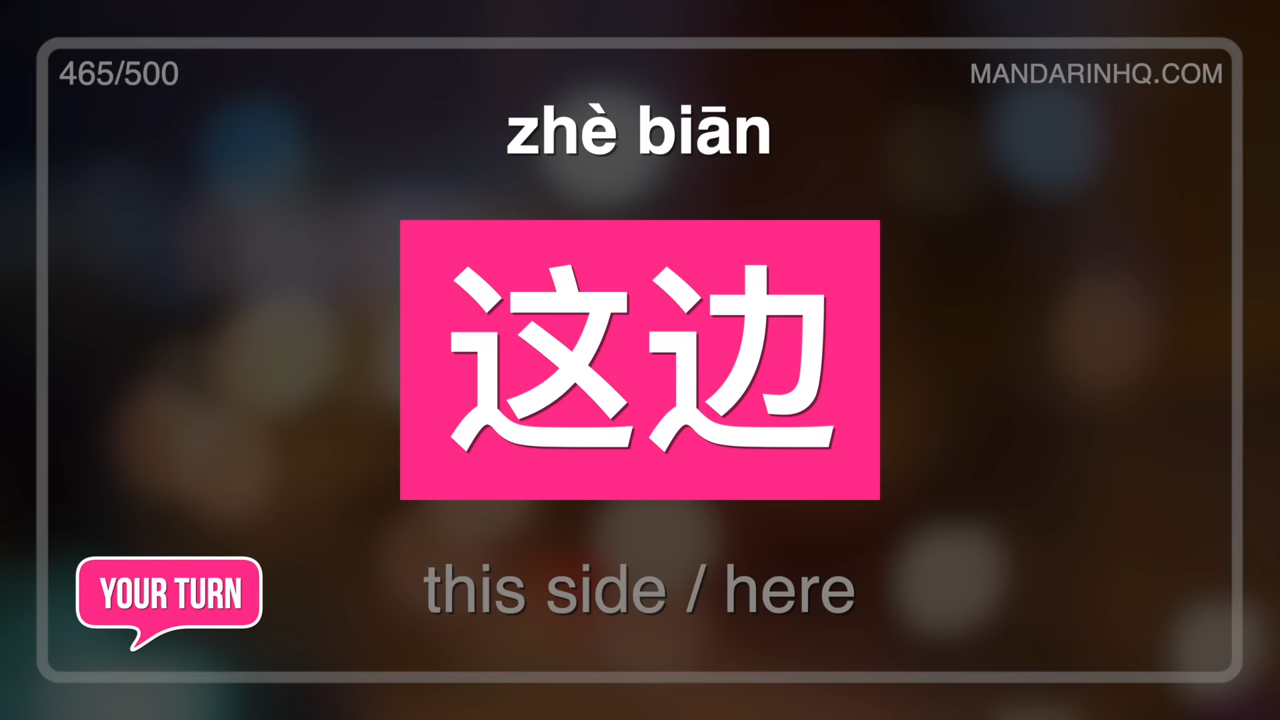 465/500
MANDARINHQ.COM
zhè biān
这边
YOUR TURN
this side / here